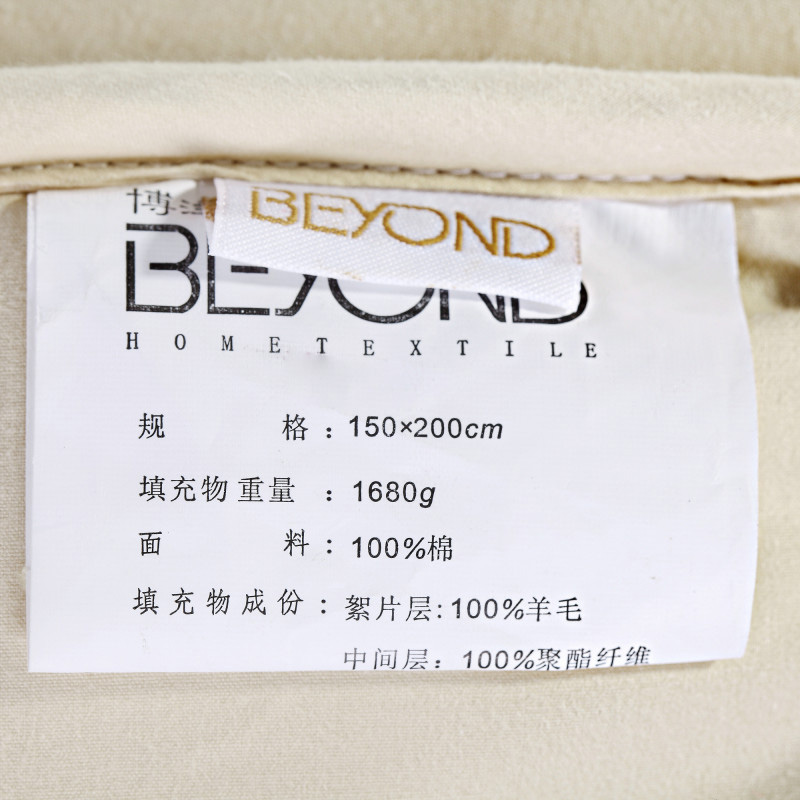 博洋
BEYOND
BEYOND
HOMETEXTILE
规格：150×200cm
填充物重量：1680g
面料：100%棉
填充物成份：絮片层:100%羊毛
中间层：100%聚酯纤维